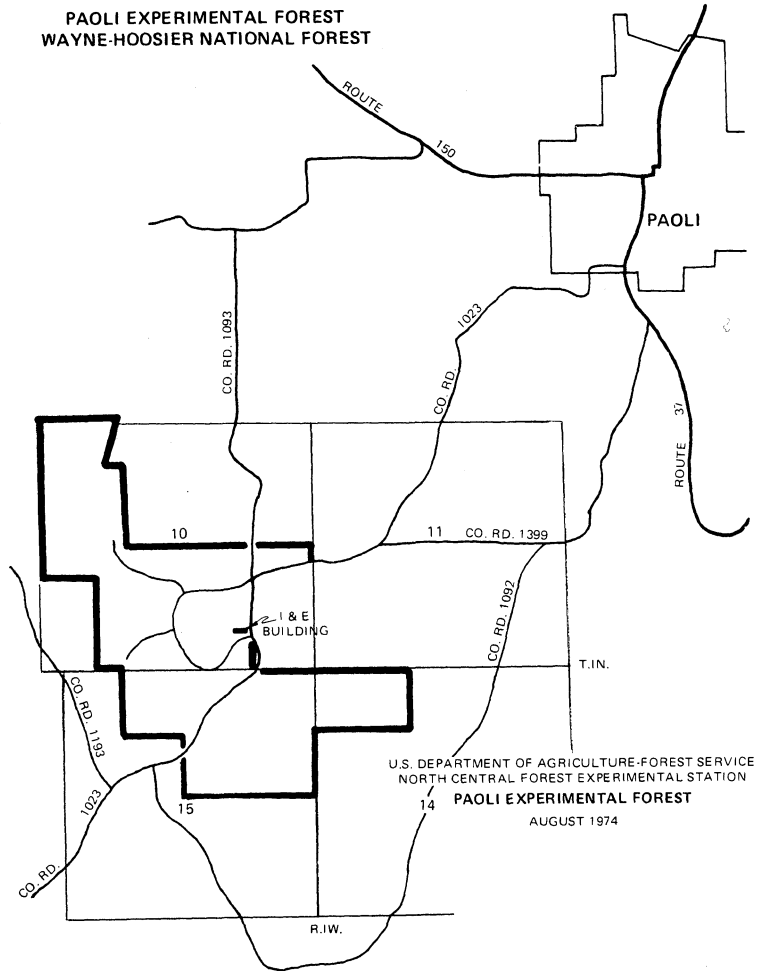 PAOLI EXPERIMENTAL FOREST
WAYNE-HOOSIER NATIONAL FOREST
ROUTE 150
PAOLI
CO. RD. 1093
CO. RD. 1023
ROUTE 37
10
11
CO. RD. 1399
CO. RD. 1092
I & E
BUILDING
T.IN.
CO. RD. 1193
U.S. DEPARTMENT OF AGRICULTURE-FOREST SERVICE
NORTH CENTRAL FOREST EXPERIMENTAL STATION
PAOLI EXPERIMENTAL FOREST
AUGUST 1974
15
14
CO. RD. 1023
R.IW.